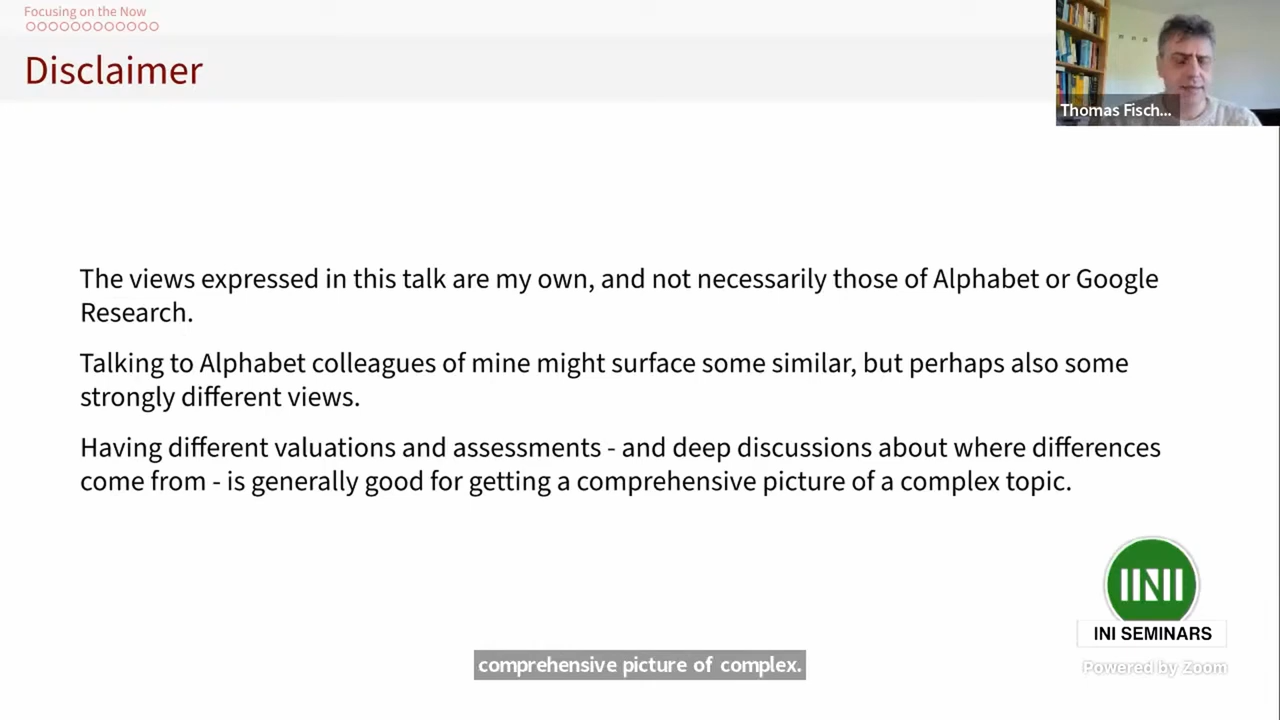 Focusing on the Now
Disclaimer
Thomas Fisch...
The views expressed in this talk are my own, and not necessarily those of Alphabet or Google
Research.
Talking to Alphabet colleagues of mine might surface some similar, but perhaps also some
strongly different views.
Having different valuations and assessments - and deep discussions about where differences
come from - is generally good for getting a comprehensive picture of a complex topic.
INI
INI SEMINARS
Powered by Zoom
comprehensive picture of complex.